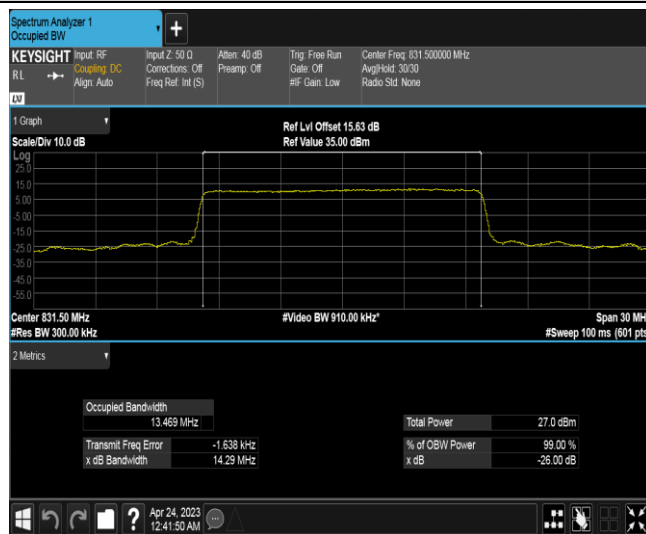 Spectrum Analyzer 1
Occupied BW
+
KEYSIGHT
RL
LXI
Input: RF
Coupling: DC
Align: Auto
Input Z: 50 Ω
Corrections: Off
Freq Ref: Int (S)
Atten: 40 dB
Preamp: Off
Trig: Free Run
Gate: Off
#IF Gain: Low
Center Freq: 831.500000 MHz
Avg|Hold: 30/30
Radio Std: None
1 Graph
Scale/Div 10.0 dB
Ref Lvl Offset 15.63 dB
Ref Value 35.00 dBm
Log
25.0
15.0
5.00
-5.00
-15.0
-25.0
-35.0
-45.0
-55.0
Center 831.50 MHz
#Video BW 910.00 kHz*
Span 30 MH
#Res BW 300.00 kHz
#Sweep 100 ms (601 pts
2 Metrics
Occupied Bandwidth
13.469 MHz
Total Power 27.0 dBm
Transmit Freq Error -1.638 kHz
% of OBW Power 99.00 %
x dB Bandwidth 14.29 MHz
x dB -26.00 dB
?
Apr 24, 2023
12:41:50 AM